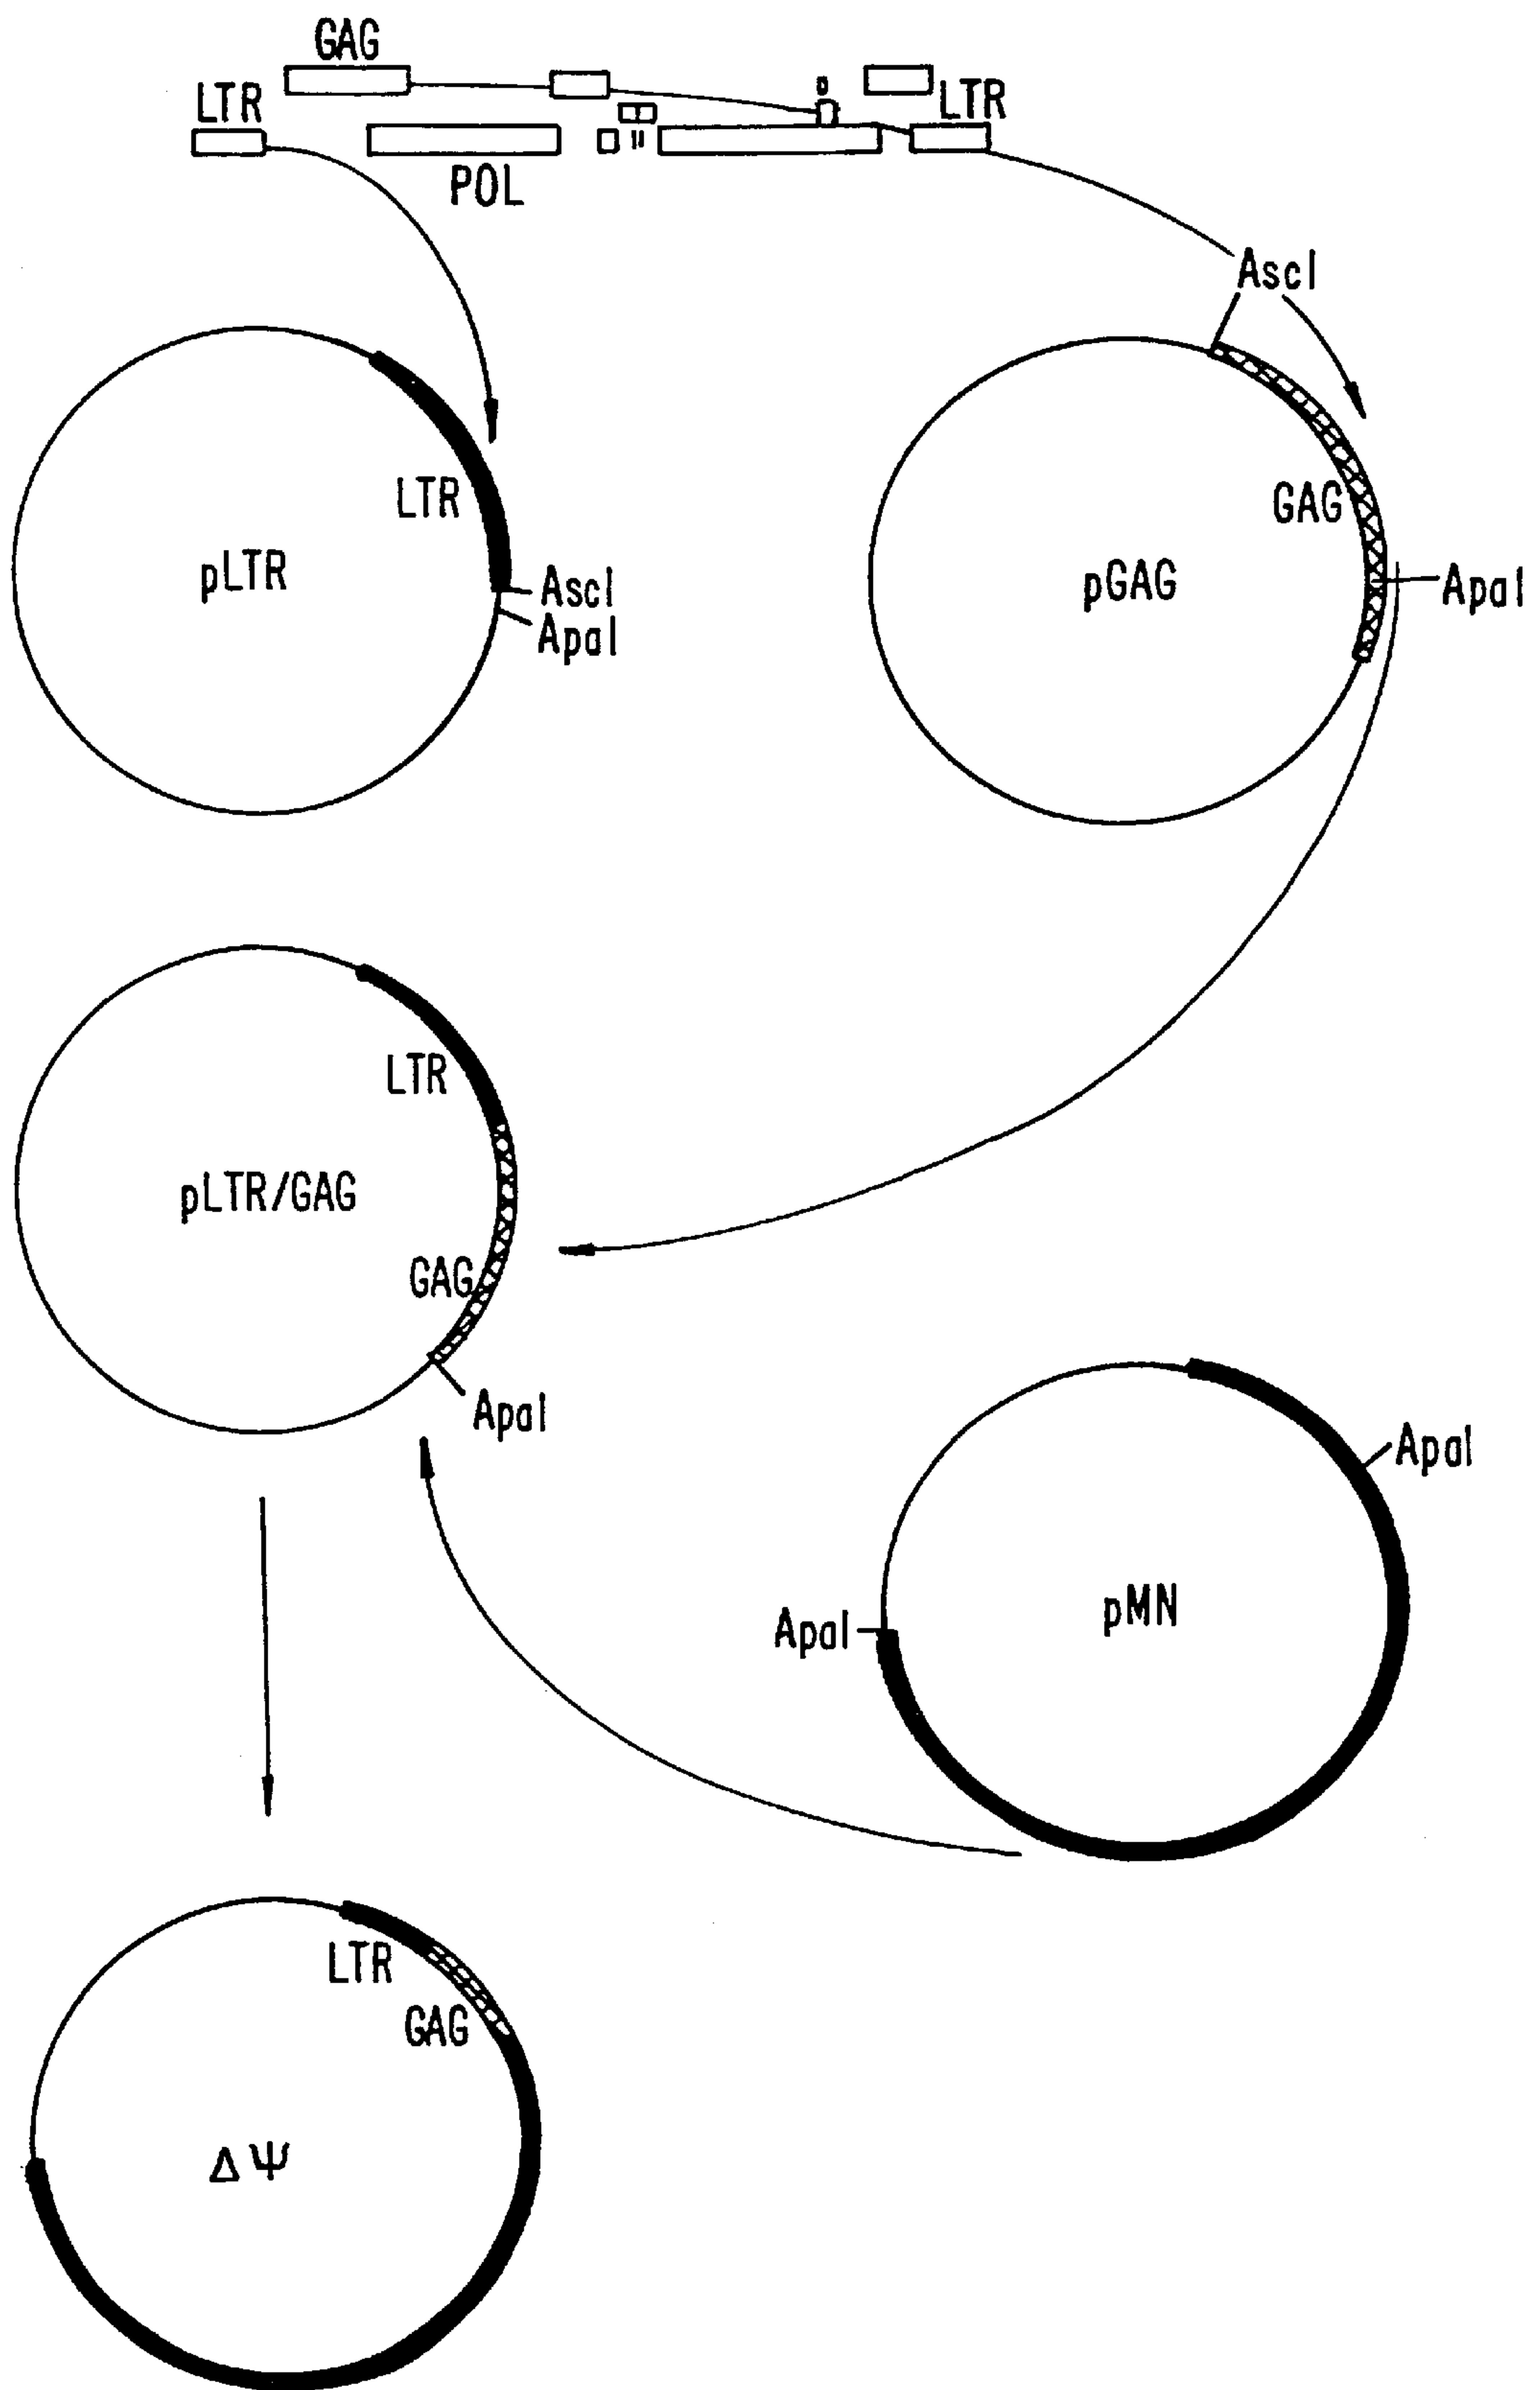 GAG
LTR
LTR
POL
AscI
LTR
GAG
pLTR
AscI
ApaI
pGAG
ApaI
LTR
pLTR/GAG
GAG
ApaI
ApaI
pMN
ApaI
LTR
GAG
ΔΨ